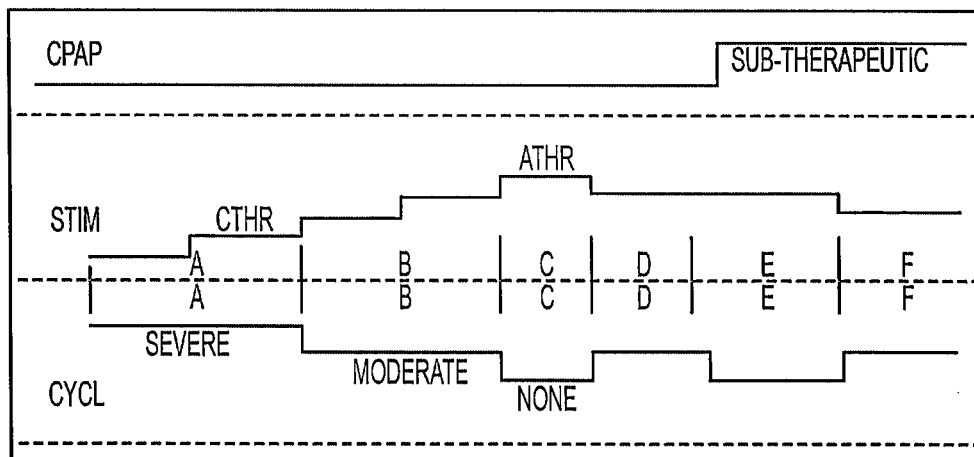 CPAP
SUB-THERAPEUTIC
ATHR
STIM
CTHR
A B C D E F
A B C D E F
SEVERE
MODERATE
NONE
CYCL